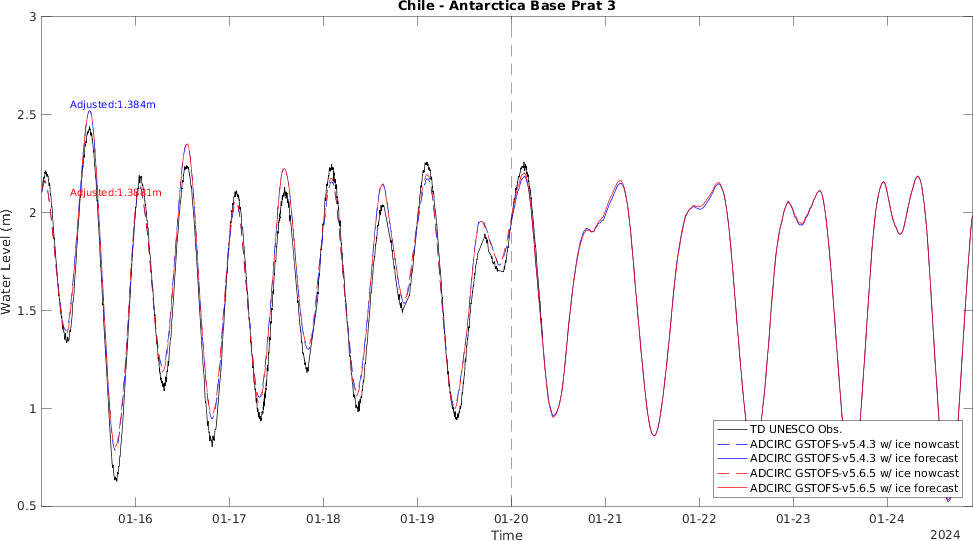 Chile - Antarctica Base Prat 3
3
2.5
2
1.5
1
0.5
Water Level (m)
Adjusted:1.384m
TD UNESCO Obs.
ADCIRC GSTOFS-v5.4.3 w/ ice nowcast
ADCIRC GSTOFS-v5.4.3 w/ ice forecast
ADCIRC GSTOFS-v5.6.5 w/ ice nowcast
ADCIRC GSTOFS-v5.6.5 w/ ice forecast
01-16 01-17 01-18 01-19 01-20 01-21 01-22 01-23 01-24
Time
2024